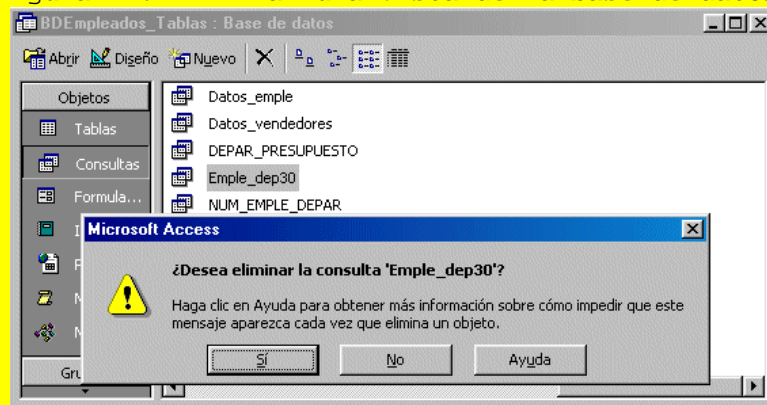 BDEmpleados_Tablas : Base de datos
Abrir Diseño Nuevo
Objetos
Tablas
Consultas
Formula...
Datos_emple
Datos_vendedores
DEPAR_PRESUPUESTO
Emple_dep30
NUM_EMPLE_DEPAR
Microsoft Access
¿Desea eliminar la consulta 'Emple_dep30'?
Haga clic en Ayuda para obtener más información sobre cómo impedir que este
mensaje aparezca cada vez que elimina un objeto.
Sí No Ayuda